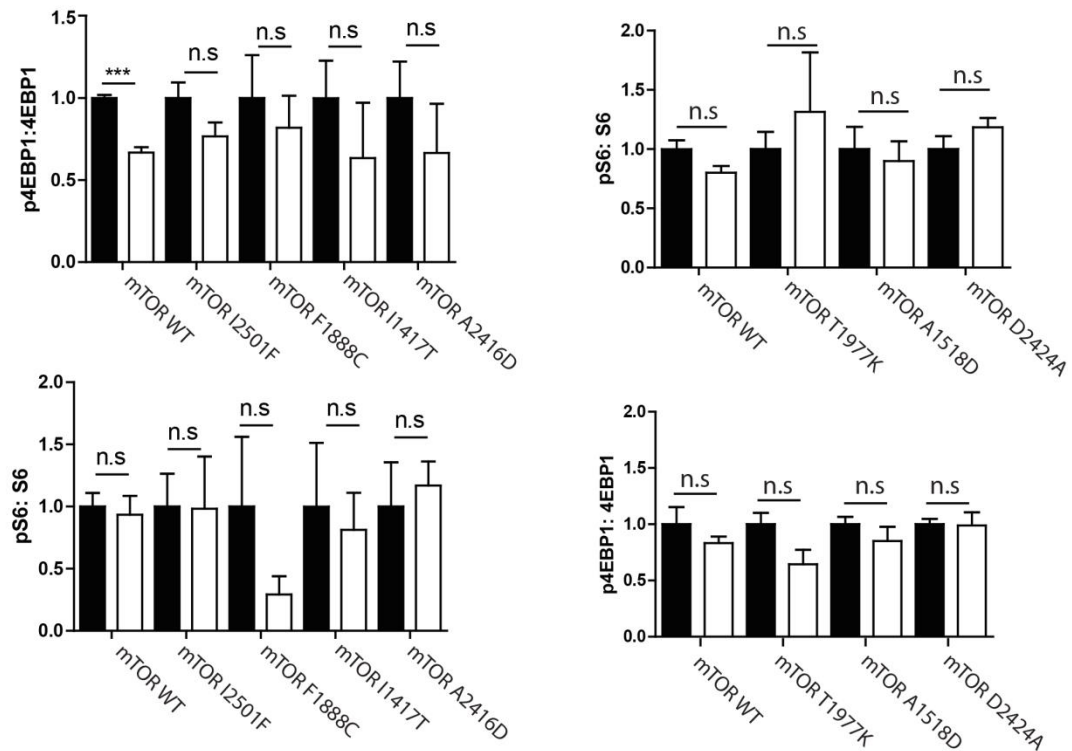 1.5
1.0
0.5
0.0
p4EBP1:4EBP1
***
n.s
n.s
n.s
n.s
mTOR WT
mTOR I2501F
mTOR F1888C
mTOR I1417T
mTOR A2416D
2.0
1.5
1.0
0.5
0.0
pS6: S6
n.s
n.s
n.s
n.s
mTOR WT
mTOR T1977K
mTOR A1518D
mTOR D2424A
2.0
1.5
1.0
0.5
0.0
pS6: S6
n.s
n.s
n.s
n.s
n.s
mTOR WT
mTOR I2501F
mTOR F1888C
mTOR I1417T
mTOR A2416D
2.0
1.5
1.0
0.5
0.0
p4EBP1: 4EBP1
n.s
n.s
n.s
n.s
mTOR WT
mTOR T1977K
mTOR A1518D
mTOR D2424A